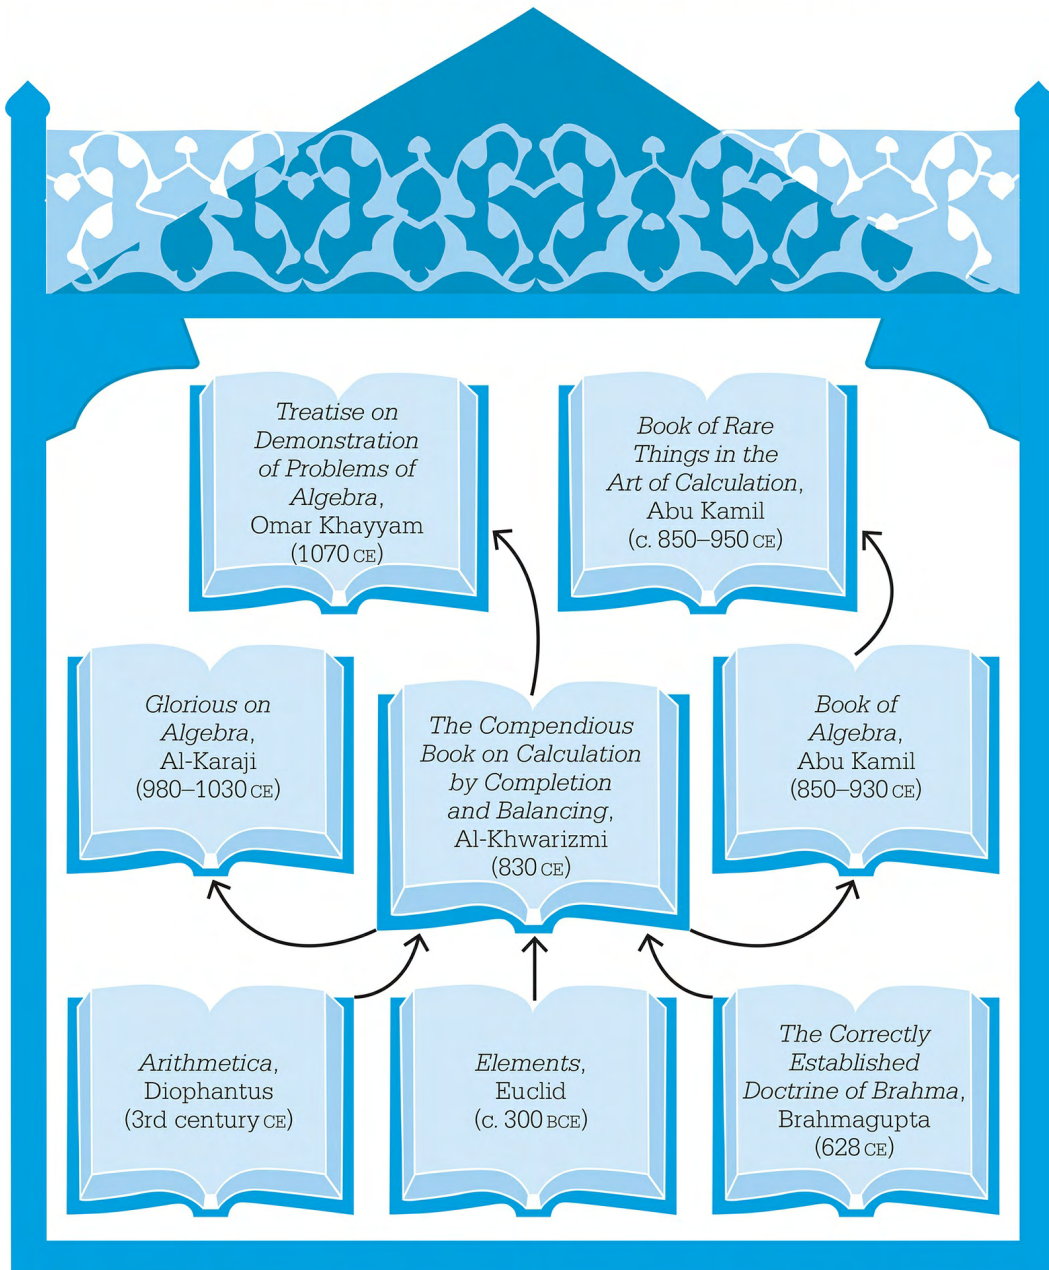 Treatise on
Demonstration
of Problems of
Algebra,
Omar Khayyam
(1070 CE)
Book of Rare
Things in the
Art of Calculation,
Abu Kamil
(c. 850–950 CE)
Glorious on
Algebra,
Al-Karaji
(980–1030 CE)
The Compendious
Book on Calculation
by Completion
and Balancing,
Al-Khwarizmi
(830 CE)
Book of
Algebra,
Abu Kamil
(850–930 CE)
Arithmetica,
Diophantus
(3rd century CE)
Elements,
Euclid
(c. 300 BCE)
The Correctly
Established
Doctrine of Brahma,
Brahmagupta
(628 CE)